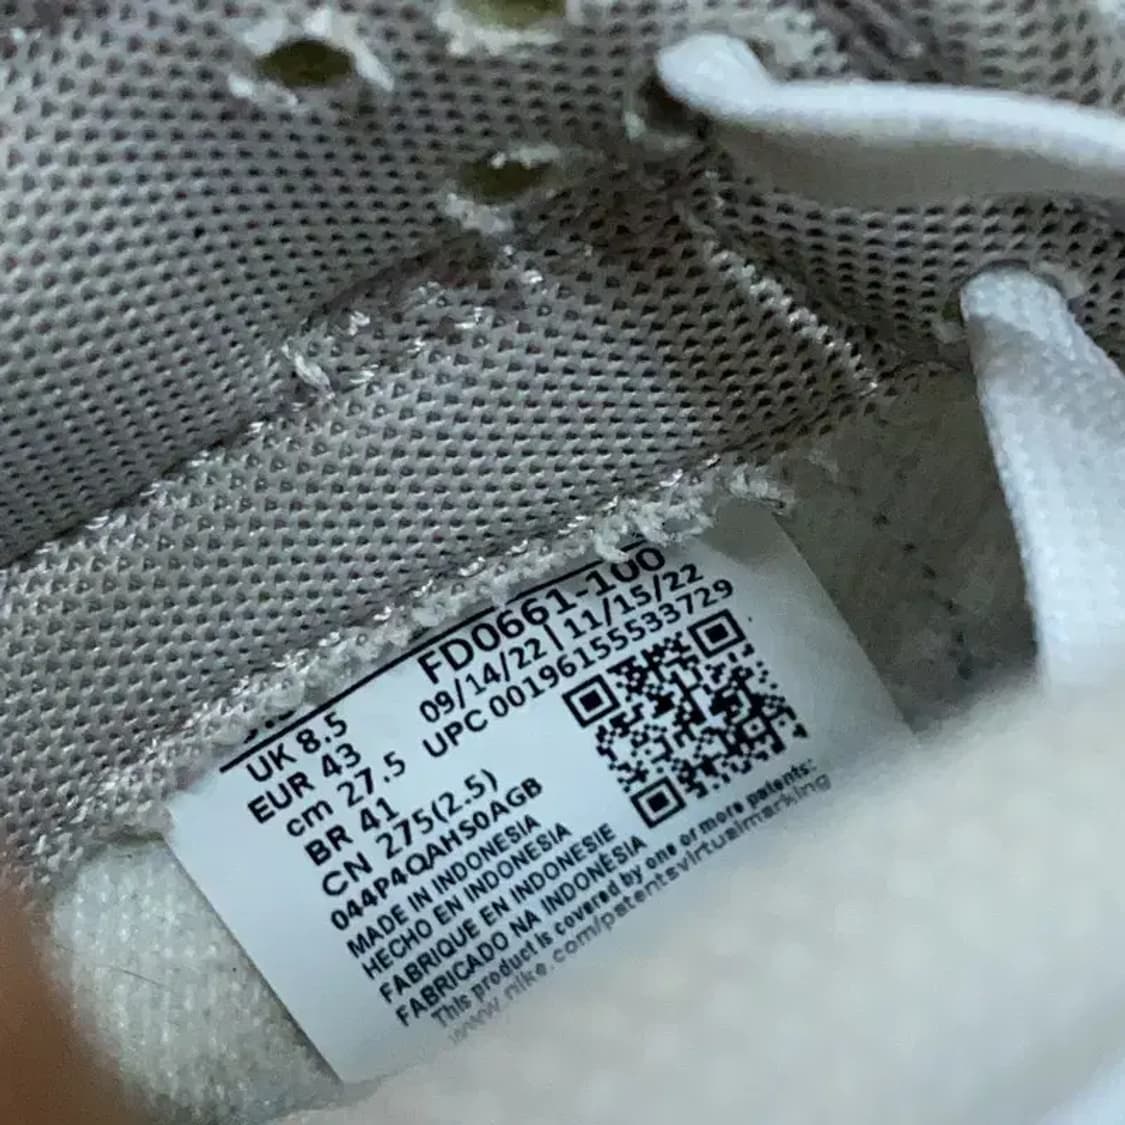 FD0661-100
09/14/22 | 11/15/22
UPC 00196155533729
UK 8.5
EUR 43
cm 27.5
BR 41
CN 275(2.5)
044P4QAHS0AGB
MADE IN INDONESIA
HECHO EN INDONESIA
FABRIQUE EN INDONESIE
FABRICADO NA INDONÉSIA
This product is covered by one or more patents:
www.nike.com/patentsvirtualmarking